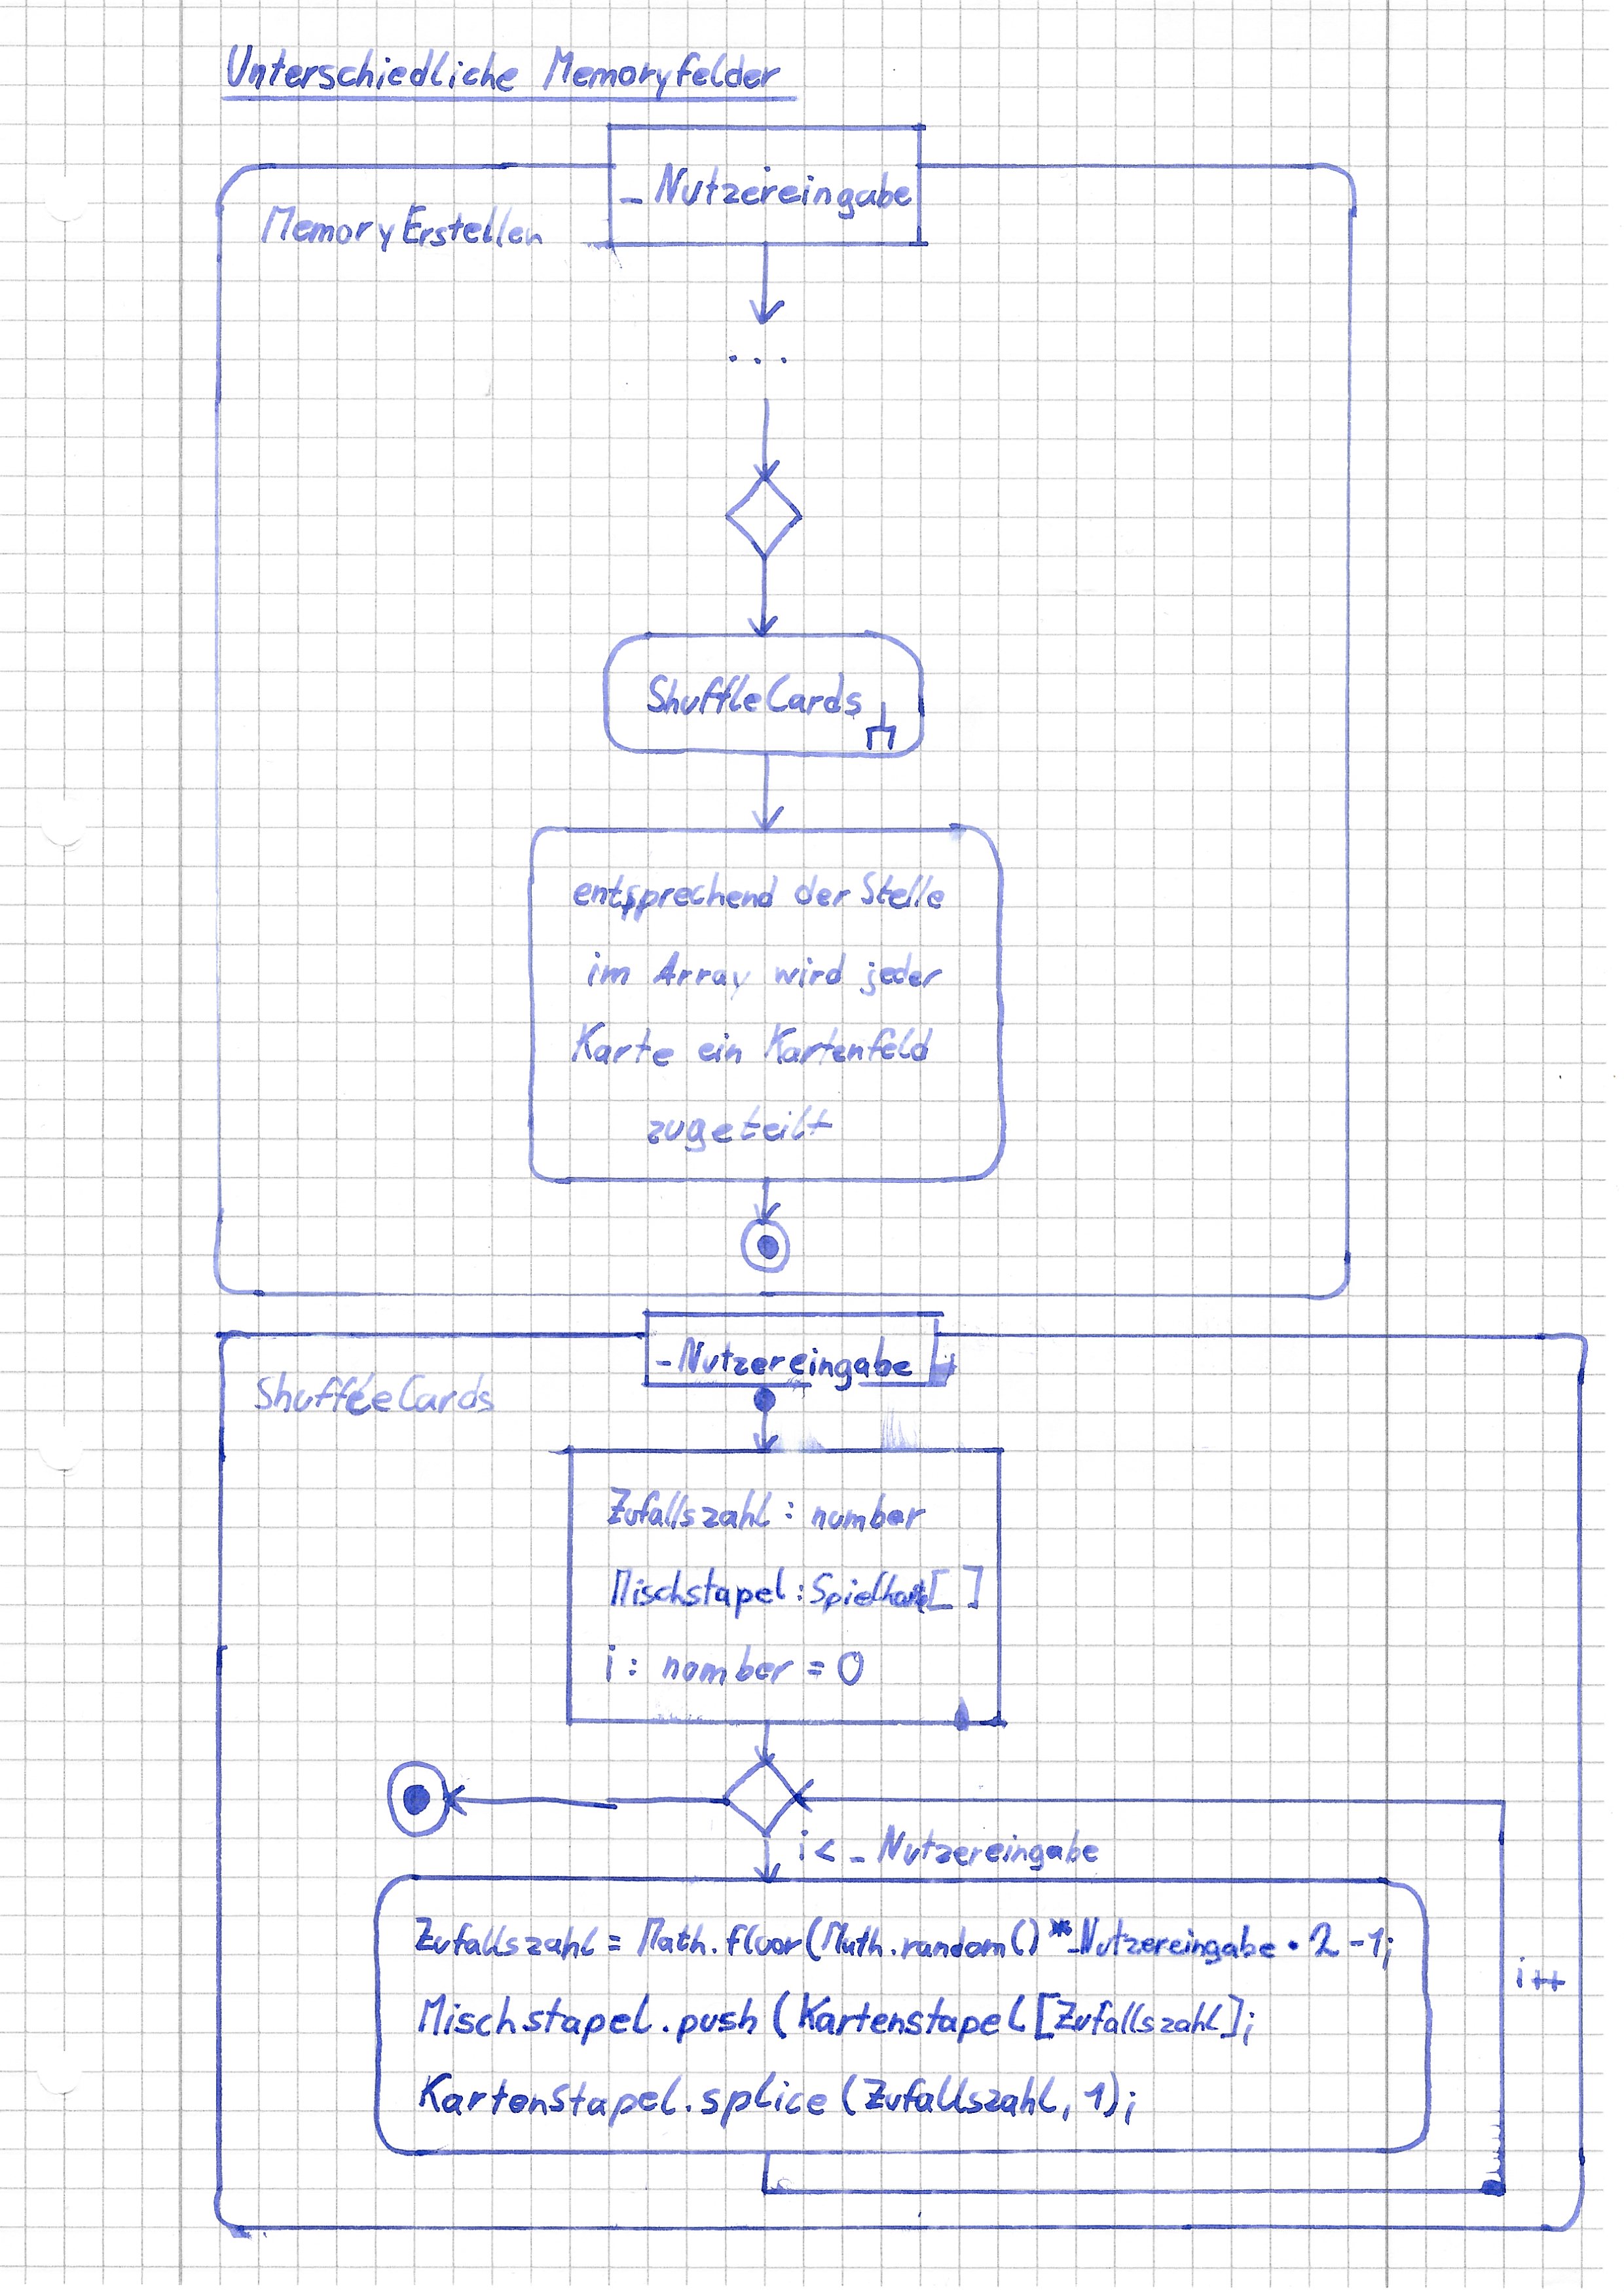 Unterschiedliche Memoryfelder
_Nutzereingabe
MemoryErstellen
...
ShuffleCards
entsprechend der Stelle
im Array wird jeder
Karte ein Kartenfeld
zugeteilt
_Nutzereingabe
ShuffleCards
Zufallszahl : number
Mischstapel : Spielkarte[ ]
i : number = 0
i < _Nutzereingabe
Zufallszahl = Math.floor(Math.random() * _Nutzereingabe • 2 - 1;
i++
Mischstapel.push (Kartenstapel [Zufallszahl];
Kartenstapel.splice (Zufallszahl, 1);